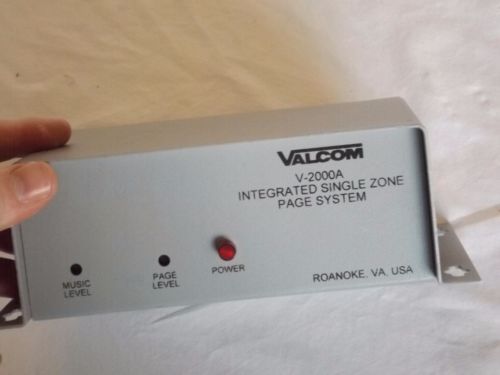 VALCOM
V-2000A
INTEGRATED SINGLE ZONE
PAGE SYSTEM
MUSIC
LEVEL
PAGE
LEVEL
POWER
ROANOKE, VA. USA